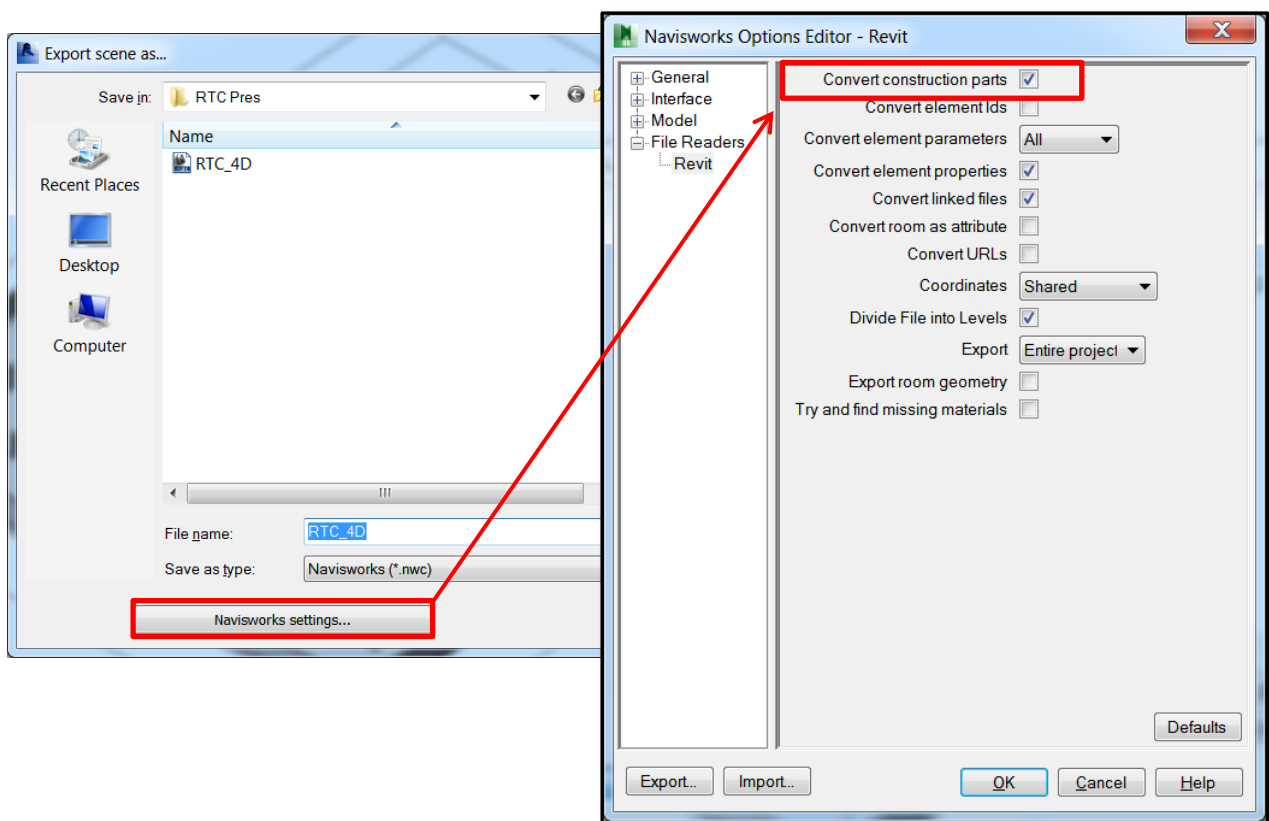 Export scene as...
Save in:
RTC Pres
Name
RTC_4D
Recent Places
Desktop
Computer
File name:
RTC_4D
Save as type:
Navisworks (*.nwc)
Navisworks settings...
Navisworks Options Editor - Revit
X
General
Interface
Model
File Readers
Revit
Convert construction parts
Convert element Ids
Convert element parameters All
Convert element properties
Convert linked files
Convert room as attribute
Convert URLs
Coordinates Shared
Divide File into Levels
Export Entire project
Export room geometry
Try and find missing materials
Defaults
Export...
Import...
OK
Cancel
Help